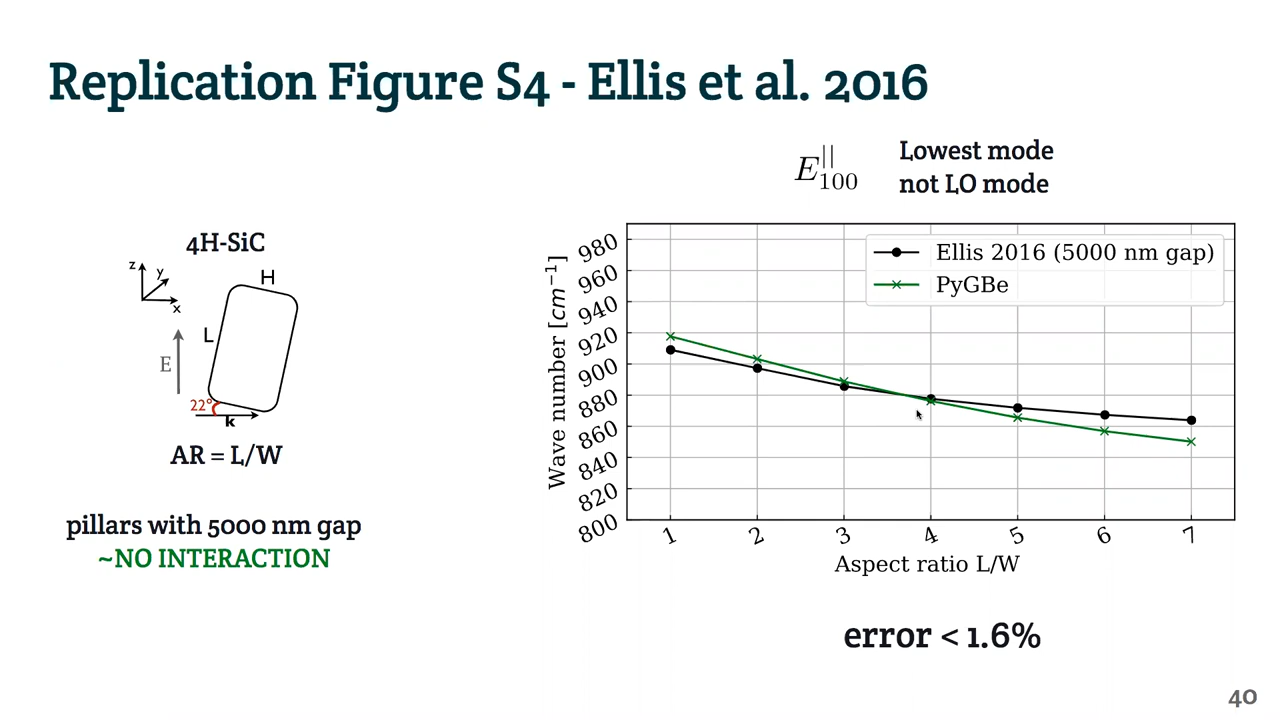 Replication Figure S4 - Ellis et al. 2016
E||100
Lowest mode
not LO mode
4H-SiC
z
y
x
H
L
E
22°
k
AR = L/W
pillars with 5000 nm gap
~NO INTERACTION
Wave number [cm⁻¹]
980
960
940
920
900
880
860
840
820
800
Ellis 2016 (5000 nm gap)
PyGBe
1 2 3 4 5 6 7
Aspect ratio L/W
error < 1.6%
40